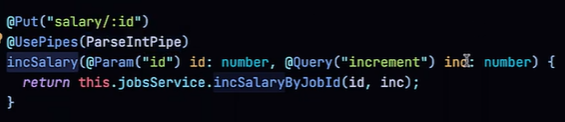 @Put("salary/:id")
@UsePipes(ParseIntPipe)
incSalary(@Param("id") id: number, @Query("increment") inc: number) {
return this.jobsService.incSalaryByJobId(id, inc);
}